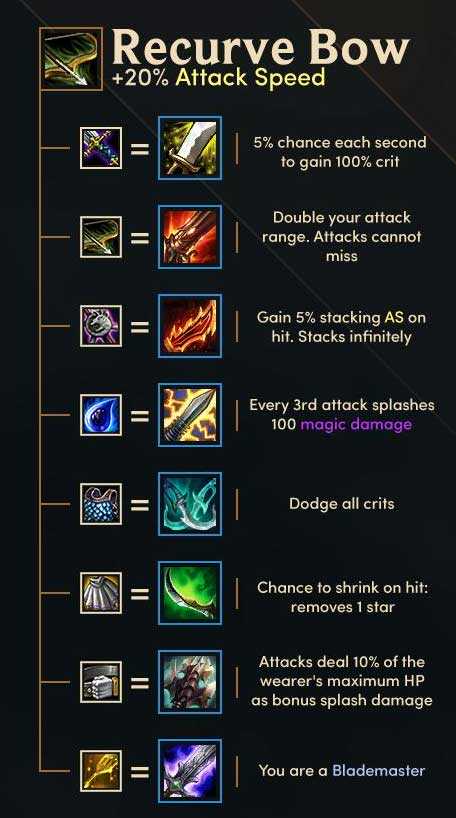 Recurve Bow
+20% Attack Speed
=
5% chance each second
to gain 100% crit
=
Double your attack
range. Attacks cannot
miss
=
Gain 5% stacking AS on
hit. Stacks infinitely
=
Every 3rd attack splashes
100 magic damage
=
Dodge all crits
=
Chance to shrink on hit:
removes 1 star
=
Attacks deal 10% of the
wearer's maximum HP
as bonus splash damage
=
You are a Blademaster